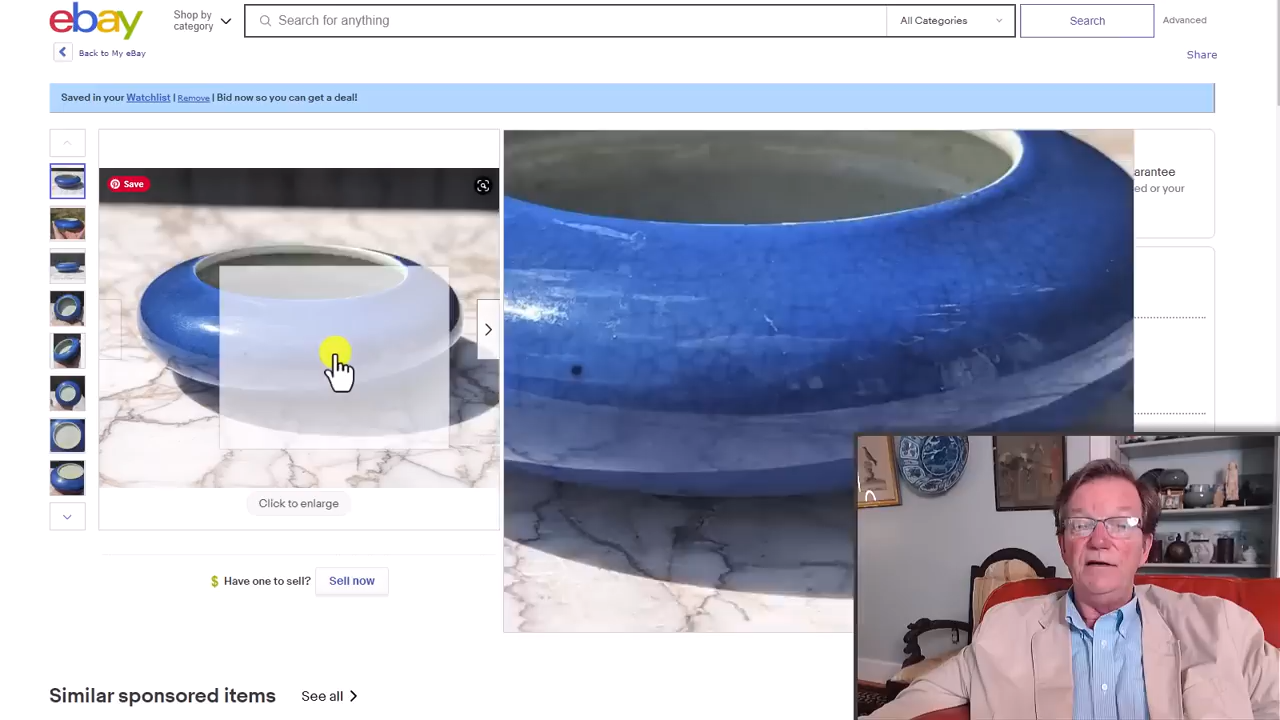 ebay
Shop by
category
Search for anything
All Categories
Search
Advanced
Back to My eBay
Share
Saved in your Watchlist | Remove | Bid now so you can get a deal!
Save
arantee
ed or your
Click to enlarge
Have one to sell?
Sell now
Similar sponsored items
See all